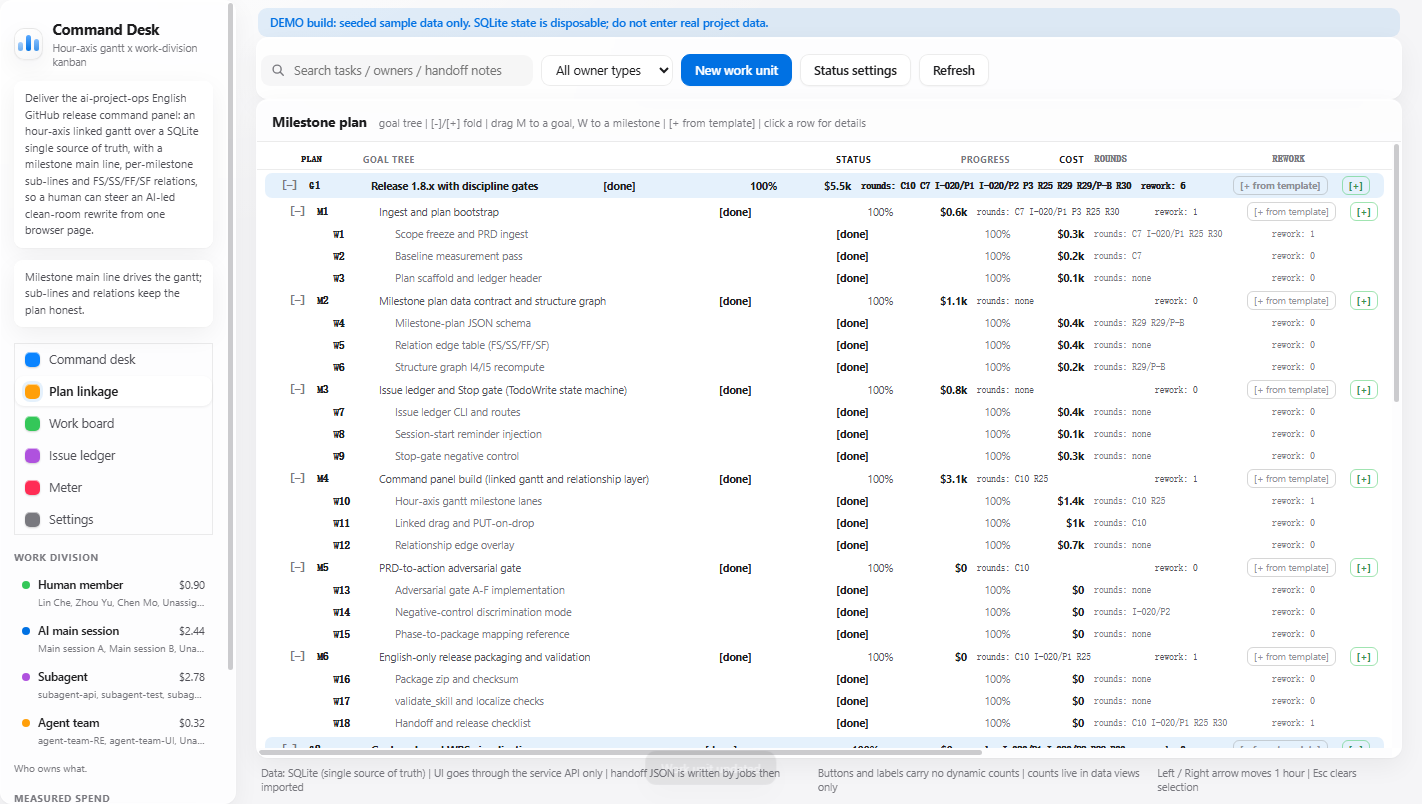 Command Desk
Hour-axis gantt x work-division
kanban
Deliver the ai-project-ops English
GitHub release command panel: an
hour-axis linked gantt over a SQLite
single source of truth, with a
milestone main line, per-milestone
sub-lines and FS/SS/FF/SF relations,
so a human can steer an AI-led
clean-room rewrite from one
browser page.
Milestone main line drives the gantt;
sub-lines and relations keep the
plan honest.
Command desk
Plan linkage
Work board
Issue ledger
Meter
Settings
WORK DIVISION
Human member $0.90
Lin Che, Zhou Yu, Chen Mo, Unassig...
AI main session $2.44
Main session A, Main session B, Una...
Subagent $2.78
subagent-api, subagent-test, subag...
Agent team $0.32
agent-team-RE, agent-team-UI, Una...
Who owns what.
MEASURED SPEND
DEMO build: seeded sample data only. SQLite state is disposable; do not enter real project data.
Search tasks / owners / handoff notes All owner types New work unit Status settings Refresh
Milestone plan goal tree | [-]/[+] fold | drag M to a goal, W to a milestone | [+ from template] | click a row for details
PLAN GOAL TREE STATUS PROGRESS COST ROUNDS REWORK
[—] G1 Release 1.8.x with discipline gates [done] 100% $5.5k rounds: C10 C7 I-020/P1 I-020/P2 P3 R25 R29 R29/P-B R30 rework: 6 [+ from template] [+]
[—] M1 Ingest and plan bootstrap [done] 100% $0.6k rounds: C7 I-020/P1 P3 R25 R30 rework: 1 [+ from template] [+]
W1 Scope freeze and PRD ingest [done] 100% $0.3k rounds: C7 I-020/P1 R25 R30 rework: 1
W2 Baseline measurement pass [done] 100% $0.2k rounds: C7 rework: 0
W3 Plan scaffold and ledger header [done] 100% $0.1k rounds: none rework: 0
[—] M2 Milestone plan data contract and structure graph [done] 100% $1.1k rounds: none rework: 0 [+ from template] [+]
W4 Milestone-plan JSON schema [done] 100% $0.4k rounds: R29 R29/P-B rework: 0
W5 Relation edge table (FS/SS/FF/SF) [done] 100% $0.4k rounds: none rework: 0
W6 Structure graph I4/I5 recompute [done] 100% $0.2k rounds: R29/P-B rework: 0
[—] M3 Issue ledger and Stop gate (TodoWrite state machine) [done] 100% $0.8k rounds: none rework: 0 [+ from template] [+]
W7 Issue ledger CLI and routes [done] 100% $0.4k rounds: none rework: 0
W8 Session-start reminder injection [done] 100% $0.1k rounds: none rework: 0
W9 Stop-gate negative control [done] 100% $0.3k rounds: none rework: 0
[—] M4 Command panel build (linked gantt and relationship layer) [done] 100% $3.1k rounds: C10 R25 rework: 1 [+ from template] [+]
W10 Hour-axis gantt milestone lanes [done] 100% $1.4k rounds: C10 R25 rework: 1
W11 Linked drag and PUT-on-drop [done] 100% $1k rounds: C10 rework: 0
W12 Relationship edge overlay [done] 100% $0.7k rounds: none rework: 0
[—] M5 PRD-to-action adversarial gate [done] 100% $0 rounds: C10 rework: 0 [+ from template] [+]
W13 Adversarial gate A-F implementation [done] 100% $0 rounds: none rework: 0
W14 Negative-control discrimination mode [done] 100% $0 rounds: I-020/P2 rework: 0
W15 Phase-to-package mapping reference [done] 100% $0 rounds: none rework: 0
[—] M6 English-only release packaging and validation [done] 100% $0 rounds: C10 I-020/P1 R25 rework: 1 [+ from template] [+]
W16 Package zip and checksum [done] 100% $0 rounds: none rework: 0
W17 validate_skill and localize checks [done] 100% $0 rounds: none rework: 0
W18 Handoff and release checklist [done] 100% $0 rounds: C10 I-020/P1 R25 R30 rework: 1
Data: SQLite (single source of truth) | UI goes through the service API only | handoff JSON is written by jobs then
imported
Buttons and labels carry no dynamic counts | counts live in data views
only
Left / Right arrow moves 1 hour | Esc clears
selection